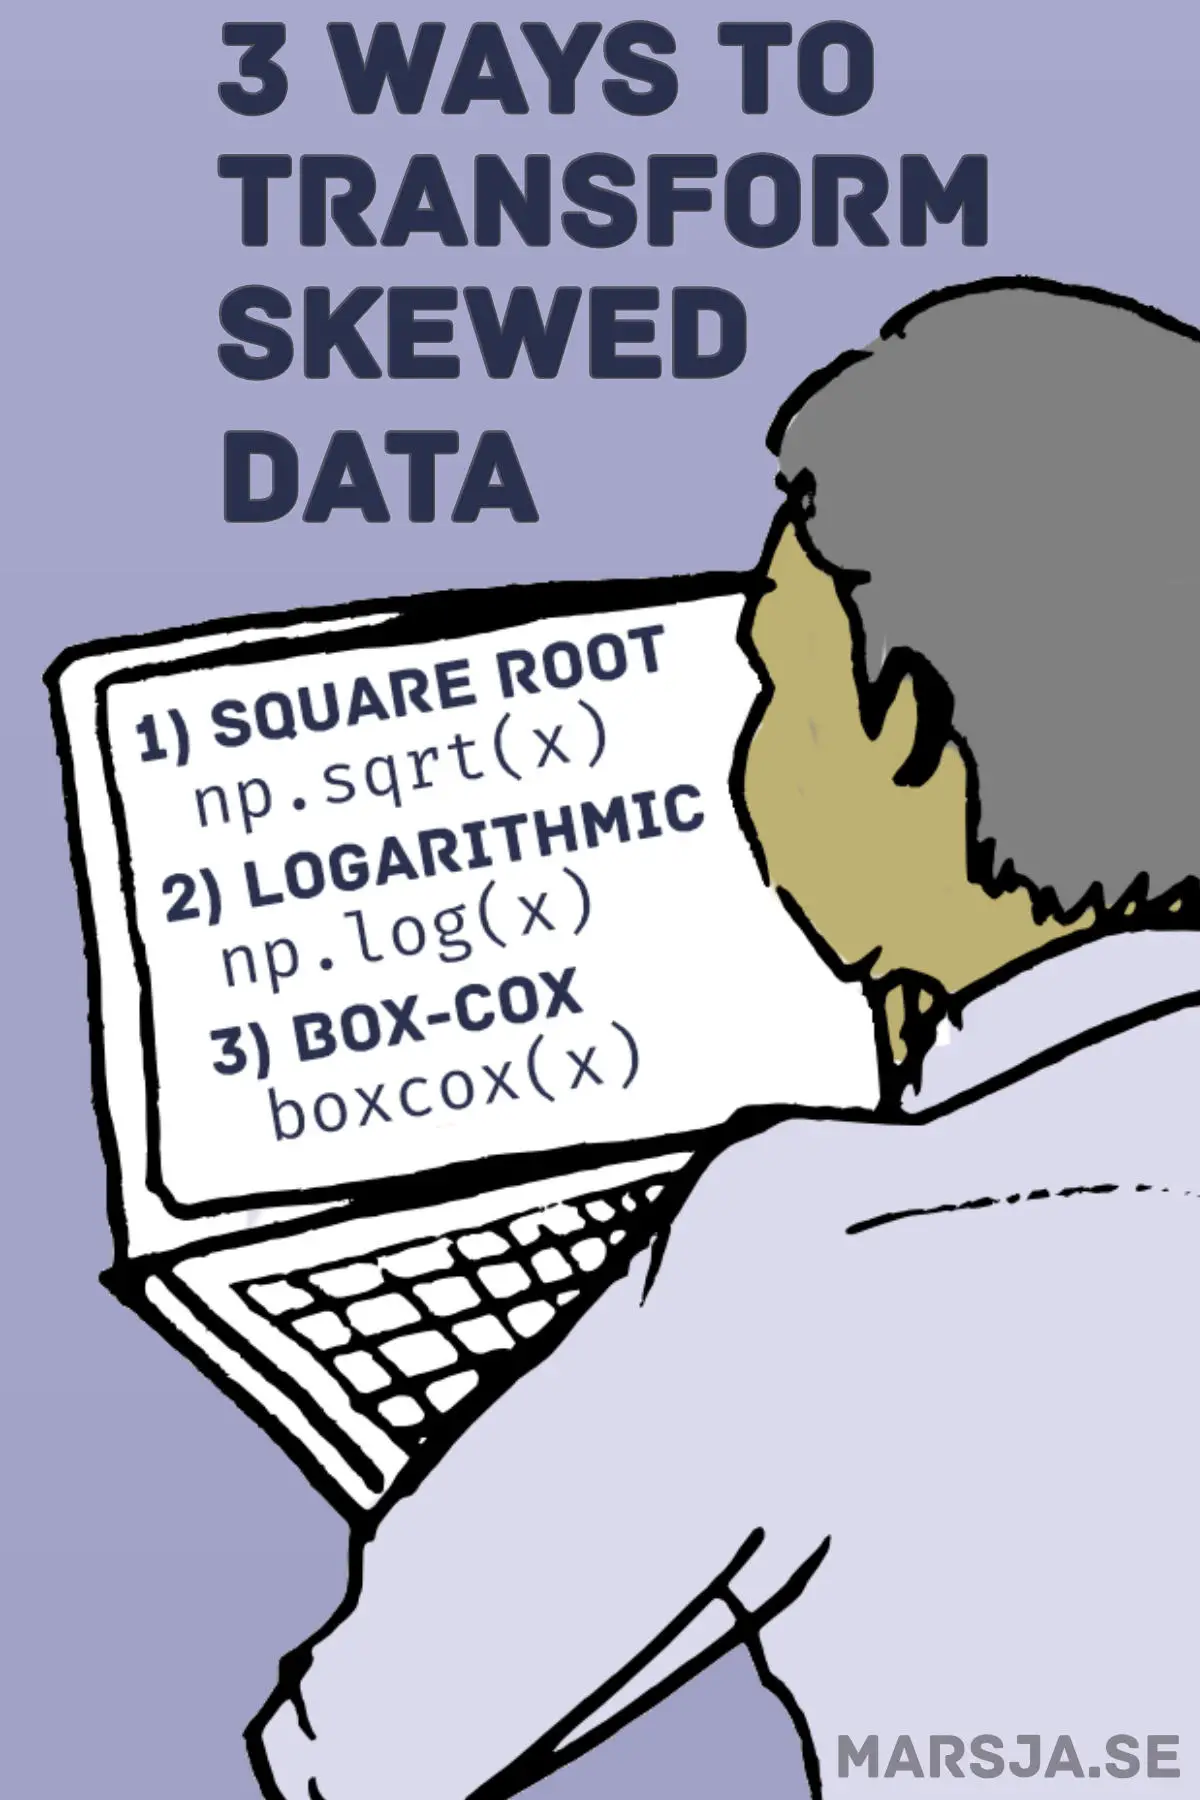 3 WAYS TO
TRANSFORM
SKEWED
DATA
1) SQUARE ROOT
np.sqrt(x)
2) LOGARITHMIC
np.log(x)
3) BOX-COX
boxcox(x)
MARSJA.SE